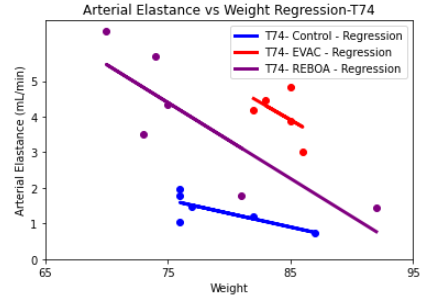 Arterial Elastance vs Weight Regression-T74
T74- Control - Regression
T74- EVAC - Regression
T74- REBOA - Regression
Arterial Elastance (mL/min)
5
4
3
2
1
0
65
75
85
95
Weight